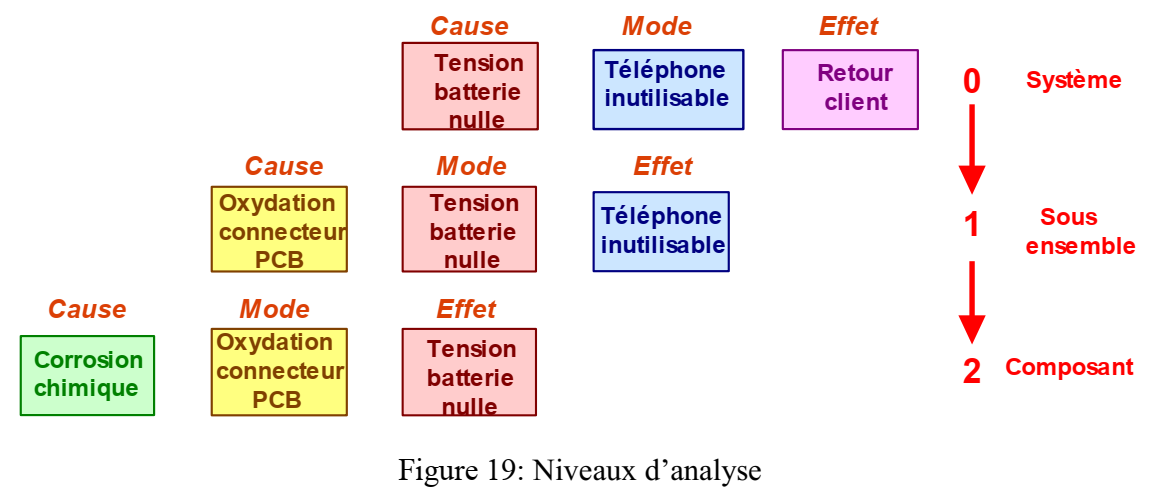 Cause Mode Effet
Tension
batterie
nulle
Téléphone
inutilisable
Retour
client
0 Système
Cause Mode Effet
Oxydation
connecteur
PCB
Tension
batterie
nulle
Téléphone
inutilisable
1 Sous
ensemble
Cause Mode Effet
Corrosion
chimique
Oxydation
connecteur
PCB
Tension
batterie
nulle
2 Composant
Figure 19: Niveaux d’analyse